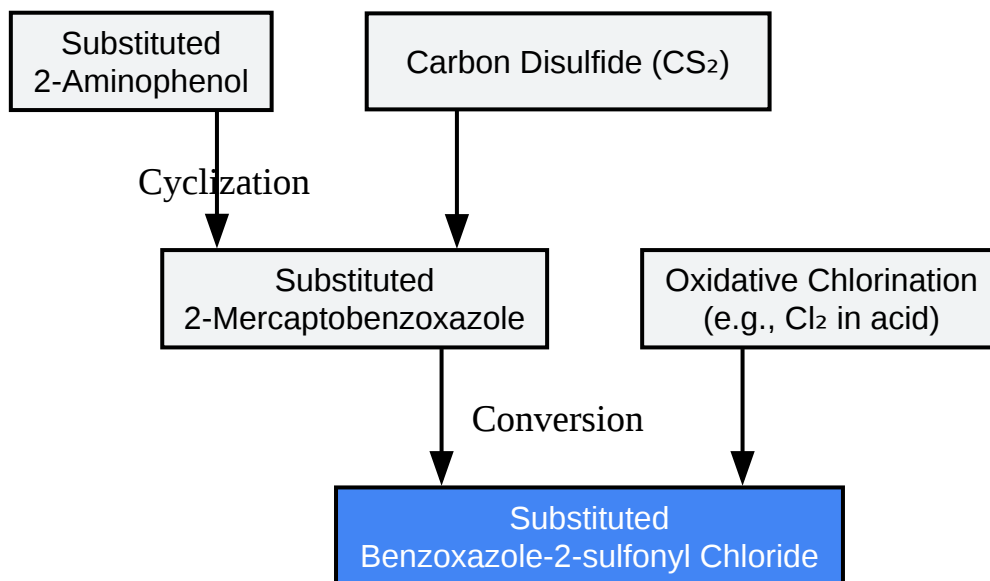 Substituted
2-Aminophenol
Carbon Disulfide (CS₂)
Cyclization
Substituted
2-Mercaptobenzoxazole
Oxidative Chlorination
(e.g., Cl₂ in acid)
Conversion
Substituted
Benzoxazole-2-sulfonyl Chloride